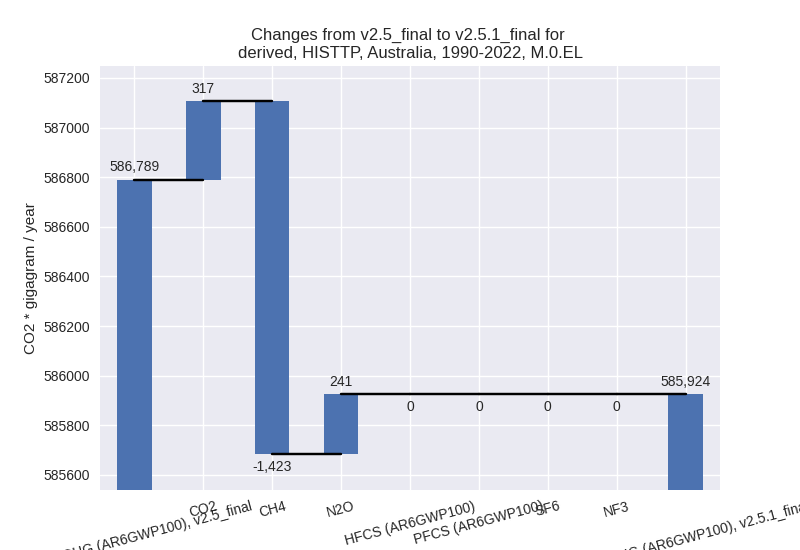 Changes from v2.5_final to v2.5.1_final for
derived, HISTTP, Australia, 1990-2022, M.0.EL
CO2 * gigagram / year
587200
587000
586800
586600
586400
586200
586000
585800
585600
586,789
317
-1,423
241
0
0
0
0
585,924
(AR6GWP100), v2.5_final
CO2
CH4
N2O
HFCS (AR6GWP100)
PFCS (AR6GWP100)
SF6
NF3
(AR6GWP100), v2.5.1_final